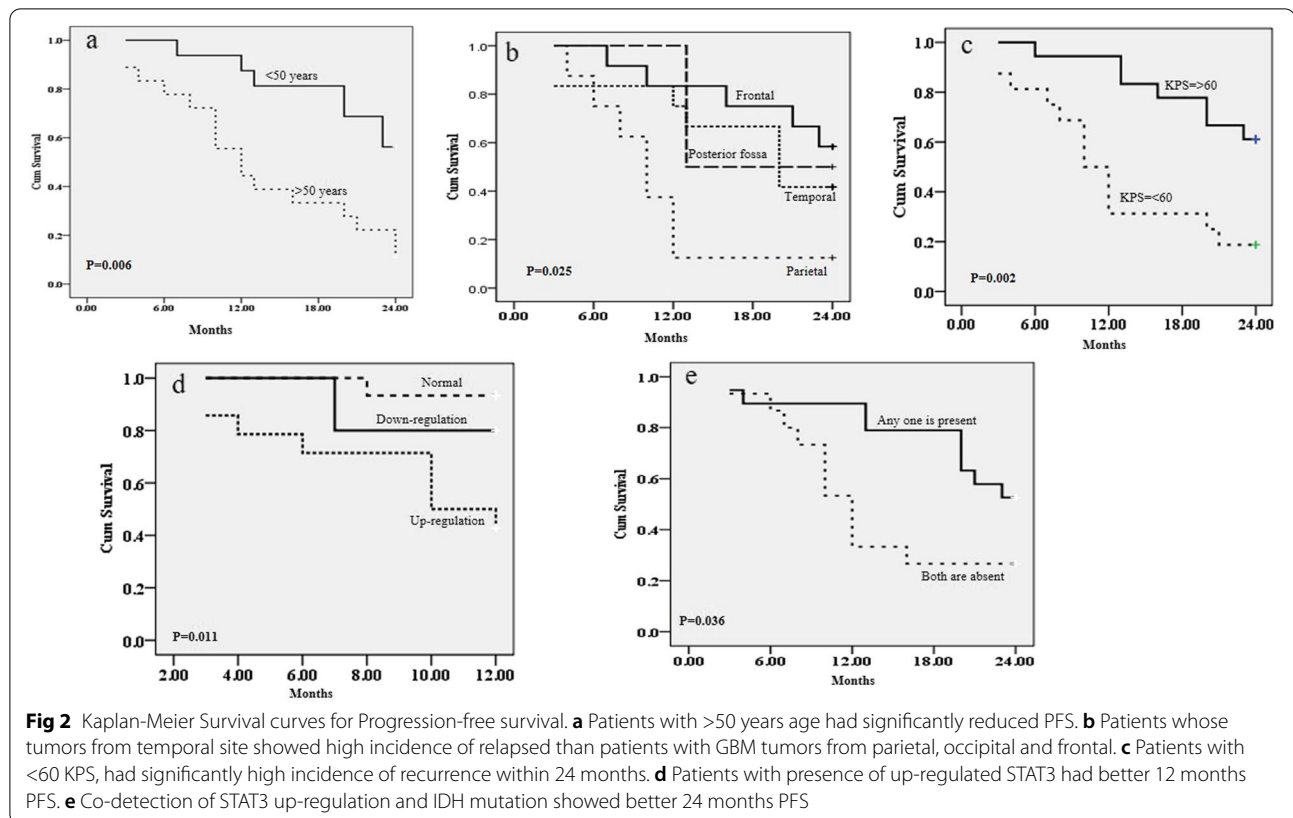 a
1.0
0.8
0.6
0.4
0.2
0.0
Cum Survival
<50 years
>50 years
P=0.006
0.00 6.00 12.00 18.00 24.00
Months
b
1.0
0.8
0.6
0.4
0.2
0.0
Cum Survival
Frontal
Posterior fossa
Temporal
Parietal
P=0.025
0.00 6.00 12.00 18.00 24.00
Months
c
1.0
0.8
0.6
0.4
0.2
0.0
Cum Survival
KPS=>60
KPS=<60
P=0.002
0.00 6.00 12.00 18.00 24.00
Months
d
1.0
0.8
0.6
0.4
0.2
0.0
Cum Survival
Normal
Down-regulation
Up-regulation
P=0.011
2.00 4.00 6.00 8.00 10.00 12.00
Months
e
1.0
0.8
0.6
0.4
0.2
0.0
Cum Survival
Any one is present
Both are absent
P=0.036
0.00 6.00 12.00 18.00 24.00
Months
Fig 2 Kaplan-Meier Survival curves for Progression-free survival. a Patients with >50 years age had significantly reduced PFS. b Patients whose
tumors from temporal site showed high incidence of relapsed than patients with GBM tumors from parietal, occipital and frontal. c Patients with
<60 KPS, had significantly high incidence of recurrence within 24 months. d Patients with presence of up-regulated STAT3 had better 12 months
PFS. e Co-detection of STAT3 up-regulation and IDH mutation showed better 24 months PFS